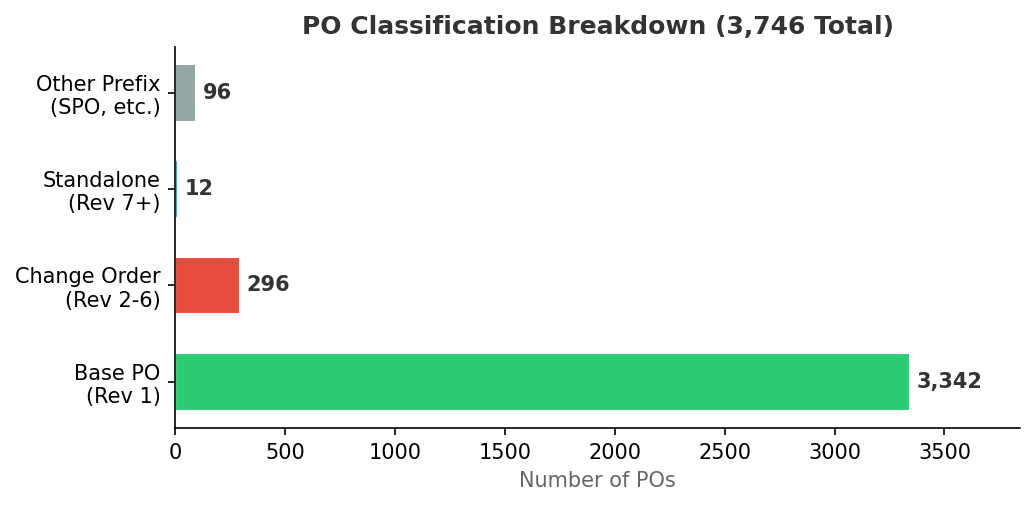 PO Classification Breakdown (3,746 Total)
Other Prefix
(SPO, etc.)
96
Standalone
(Rev 7+)
12
Change Order
(Rev 2-6)
296
Base PO
(Rev 1)
3,342
0 500 1000 1500 2000 2500 3000 3500
Number of POs